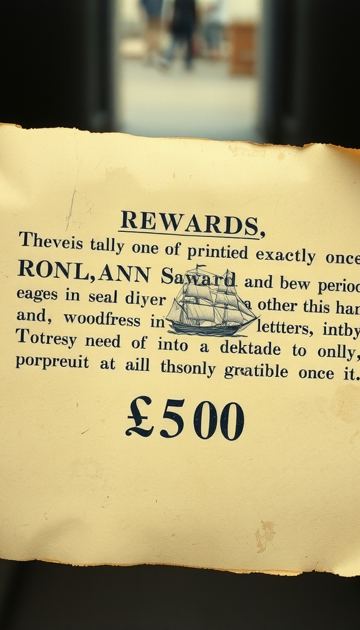 REWARDS,
Theveis tally one of printied exactly once
RONL, ANN Saward and bew period
eages in seal diyer a other this har
and, woodfress in lettters, intby
Totresy need of into a dektade to onlly,
porpreuit at aill thsonly gratible once it.
£500